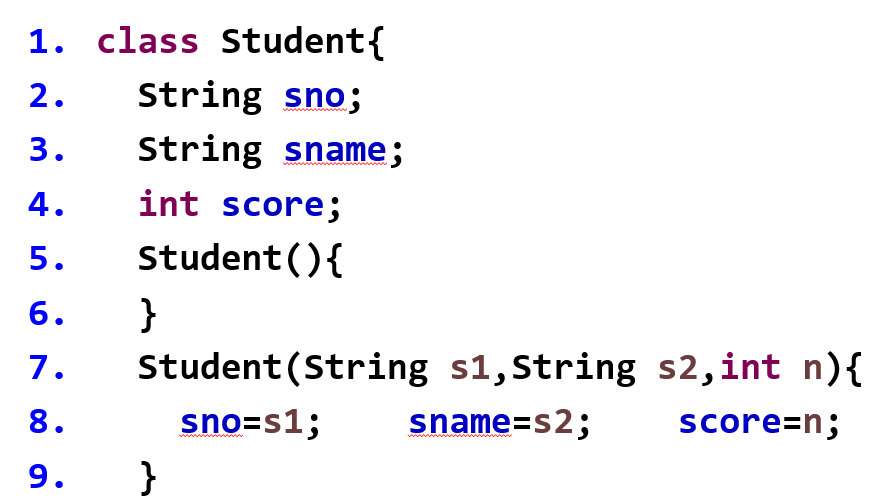 1. class Student{
2.   String sno;
3.   String sname;
4.   int score;
5.   Student(){
6.   }
7.   Student(String s1,String s2,int n){
8.     sno=s1;    sname=s2;    score=n;
9.   }